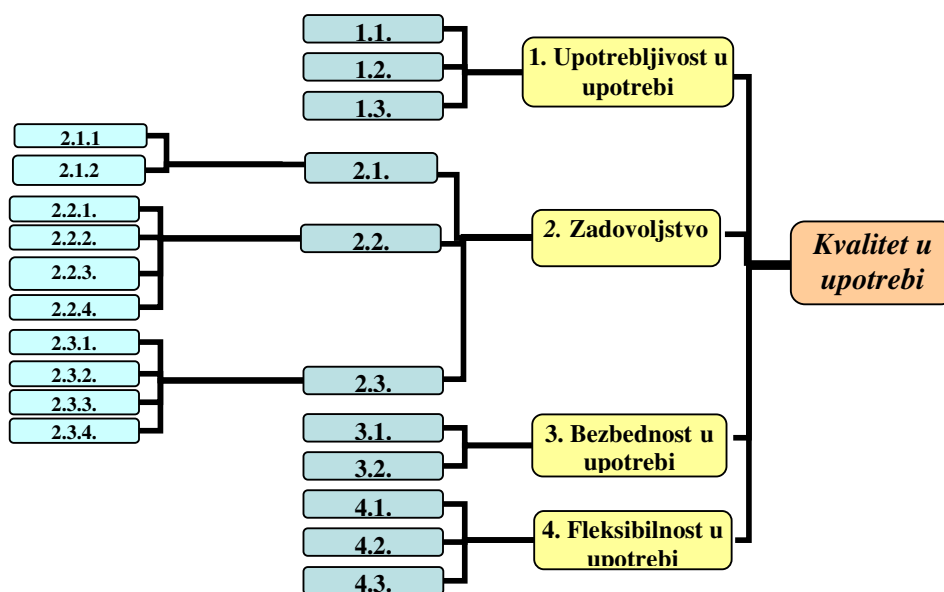 1.1.
1.2.
1.3.
1. Upotrebljivost u
upotrebi
2.1.1
2.1.2
2.1.
2.2.1.
2.2.2.
2.2.3.
2.2.4.
2.2.
2. Zadovoljstvo
Kvalitet u
upotrebi
2.3.1.
2.3.2.
2.3.3.
2.3.4.
2.3.
3.1.
3.2.
3. Bezbednost u
upotrebi
4.1.
4.2.
4.3.
4. Fleksibilnost u
upotrebi